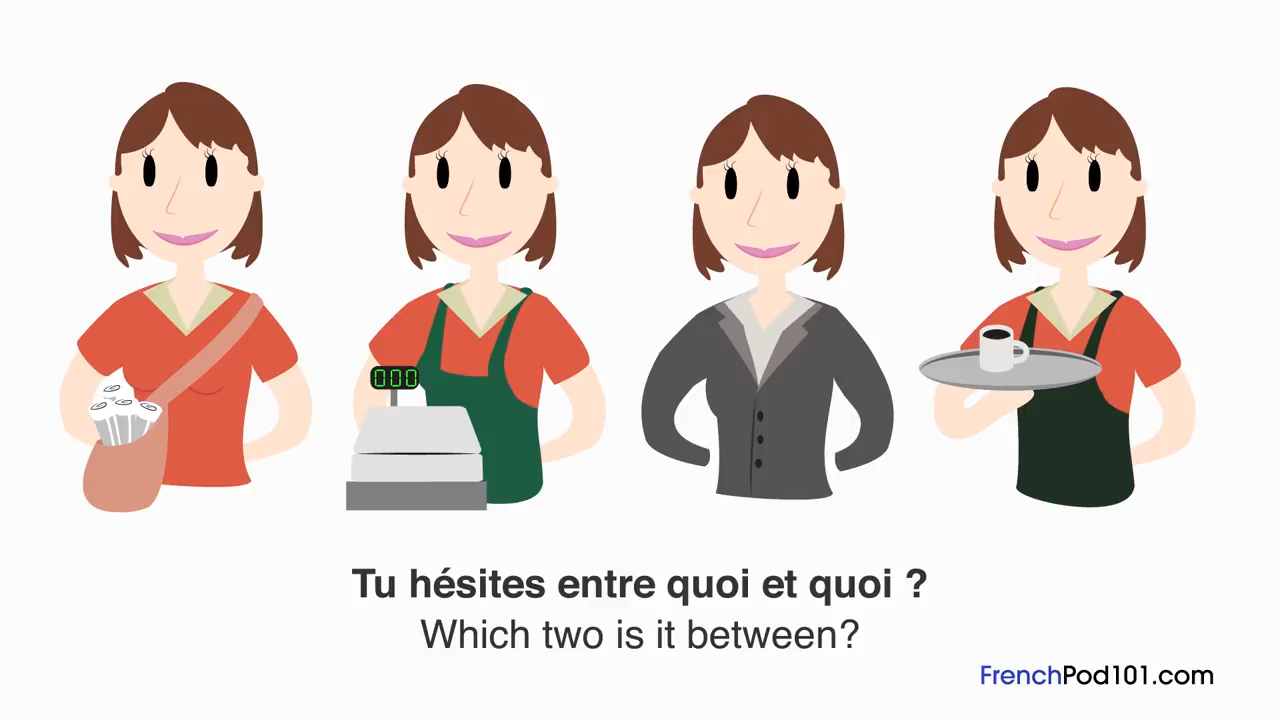 000
Tu hésites entre quoi et quoi ?
Which two is it between?
FrenchPod101.com